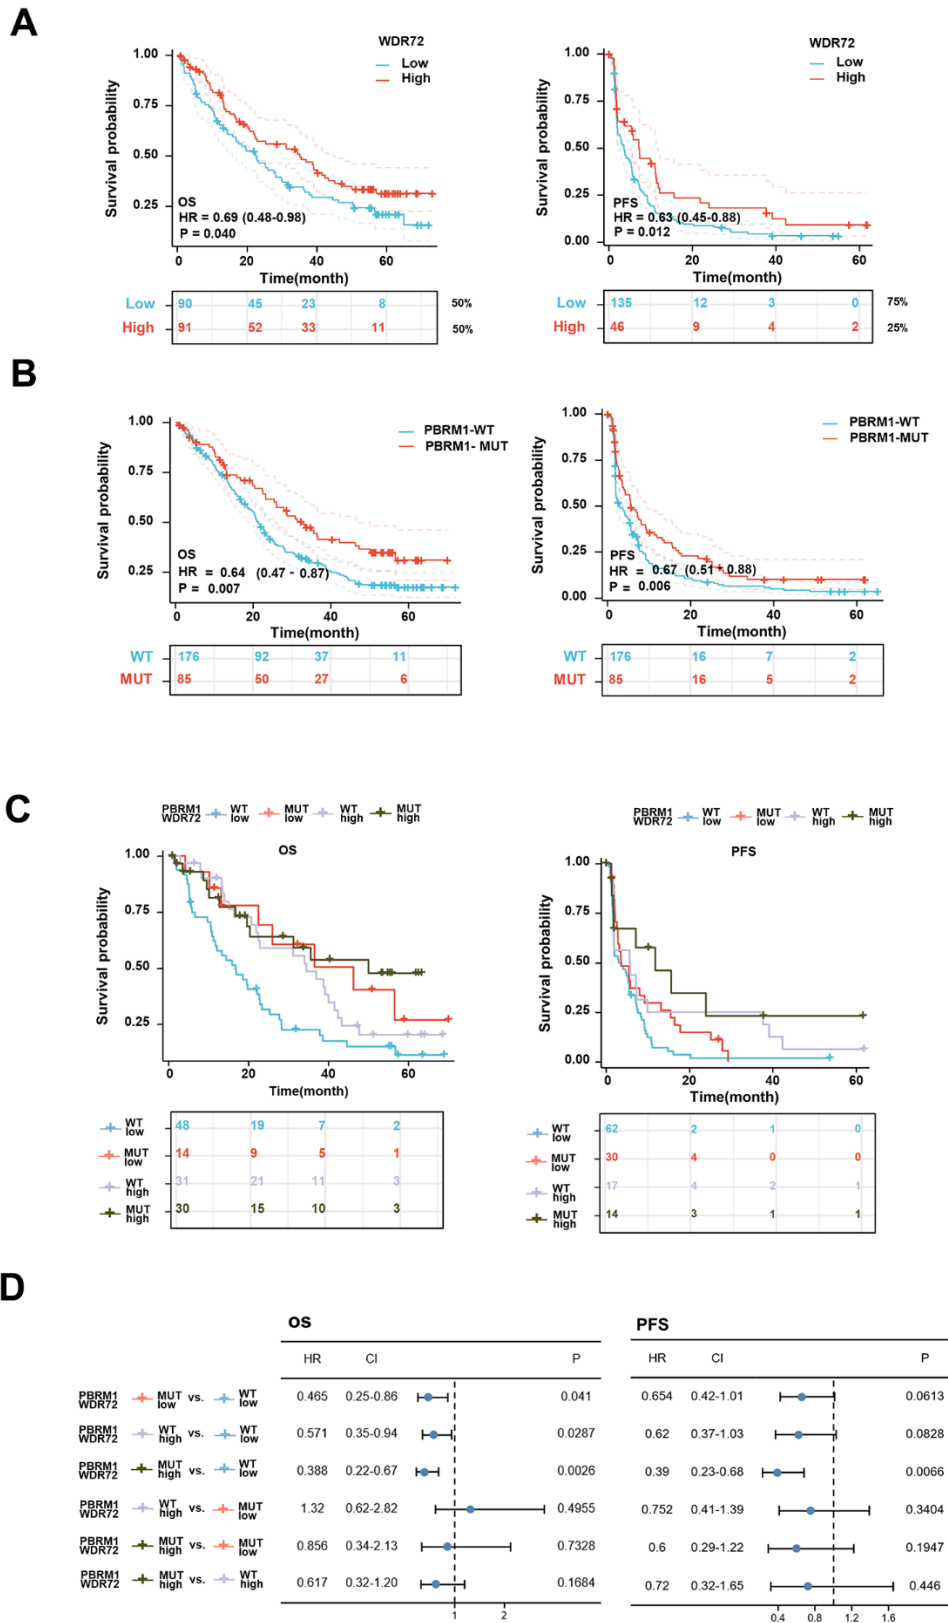 A
WDR72
Low
High
1.00
0.75
0.50
0.25
Survival probability
OS
HR = 0.69 (0.48-0.98)
P = 0.040
0 20 40 60 80
Time(month)
Low 90 45 23 8 50%
High 91 52 33 11 50%
WDR72
Low
High
1.00
0.75
0.50
0.25
0.00
Survival probability
PFS
HR = 0.63 (0.45-0.88)
P = 0.012
0 20 40 60
Time(month)
Low 135 12 3 0 75%
High 46 9 4 2 25%
B
PBRM1-WT
PBRM1- MUT
1.00
0.75
0.50
0.25
Survival probability
OS
HR = 0.64 (0.47 - 0.87)
P = 0.007
0 20 40 60
Time(month)
WT 176 92 37 11
MUT 85 50 27 6
PBRM1-WT
PBRM1-MUT
1.00
0.75
0.50
0.25
0.00
Survival probability
PFS
HR = 0.67 (0.51 - 0.88)
P = 0.006
0 20 40 60
Time(month)
WT 176 16 7 2
MUT 85 16 5 2
C
PBRM1 WT MUT WT MUT
WDR72 low low high high
OS
1.00
0.75
0.50
0.25
Survival probability
0 20 40 60
Time(month)
WT low 48 19 7 2
MUT low 14 9 5 1
WT high 31 21 11 3
MUT high 30 15 10 3
PBRM1 WT MUT WT MUT
WDR72 low low high high
PFS
1.00
0.75
0.50
0.25
0.00
Survival probability
0 20 40 60
Time(month)
WT low 62 2 1 0
MUT low 30 4 0 0
WT high 17 4 2 1
MUT high 14 3 1 1
D
OS PFS
HR CI P HR CI P
PBRM1 WDR72 MUT low vs. WT low 0.465 0.25-0.86 0.041 0.654 0.42-1.01 0.0613
PBRM1 WDR72 WT high vs. WT low 0.571 0.35-0.94 0.0287 0.62 0.37-1.03 0.0828
PBRM1 WDR72 MUT high vs. WT low 0.388 0.22-0.67 0.0026 0.39 0.23-0.68 0.0066
PBRM1 WDR72 WT high vs. MUT low 1.32 0.62-2.82 0.4955 0.752 0.41-1.39 0.3404
PBRM1 WDR72 MUT high vs. MUT low 0.856 0.34-2.13 0.7328 0.6 0.29-1.22 0.1947
PBRM1 WDR72 MUT high vs. WT high 0.617 0.32-1.20 0.1684 0.72 0.32-1.65 0.446
1 2 0.4 0.8 1.2 1.6